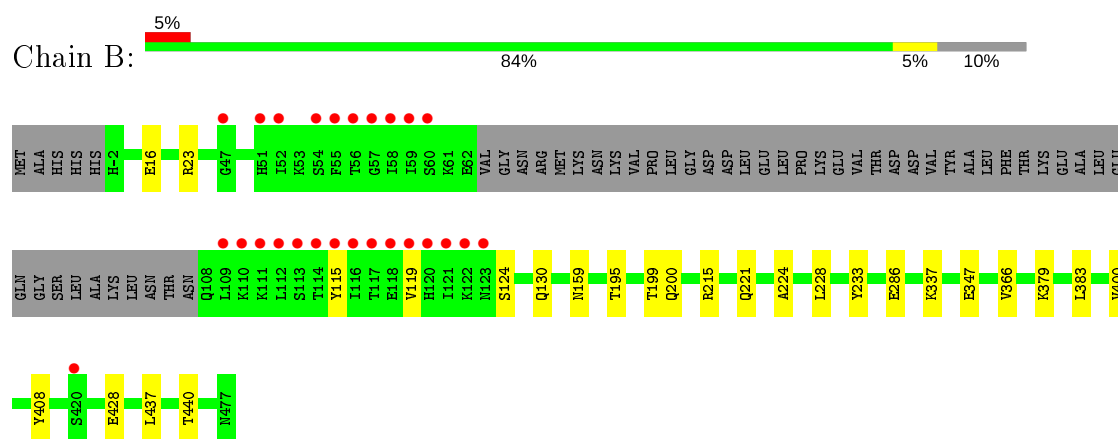 5%
Chain B:
84% 5% 10%
MET ALA HIS HIS HIS H-2 E16 R23 G47 H51 I52 K53 S54 F55 T56 G57 I58 I59 S60 K61 E62 VAL GLY ASN ARG MET LYS ASN LYS VAL PRO LEU GLY ASP ASP LEU GLU LEU PRO LYS GLU VAL THR ASP ASP VAL TYR ALA LEU PHE THR LYS GLU ALA LEU GLU
GLN GLY SER LEU ALA LYS LEU ASN THR ASN Q108 L109 K110 K111 L112 S113 T114 Y115 I116 T117 E118 V119 H120 I121 K122 N123 S124 Q130 N159 T195 T199 Q200 R215 Q221 A224 L228 Y233 E286 K337 E347 V366 K379 L383 V400
Y408 S420 E428 L437 T440 N477